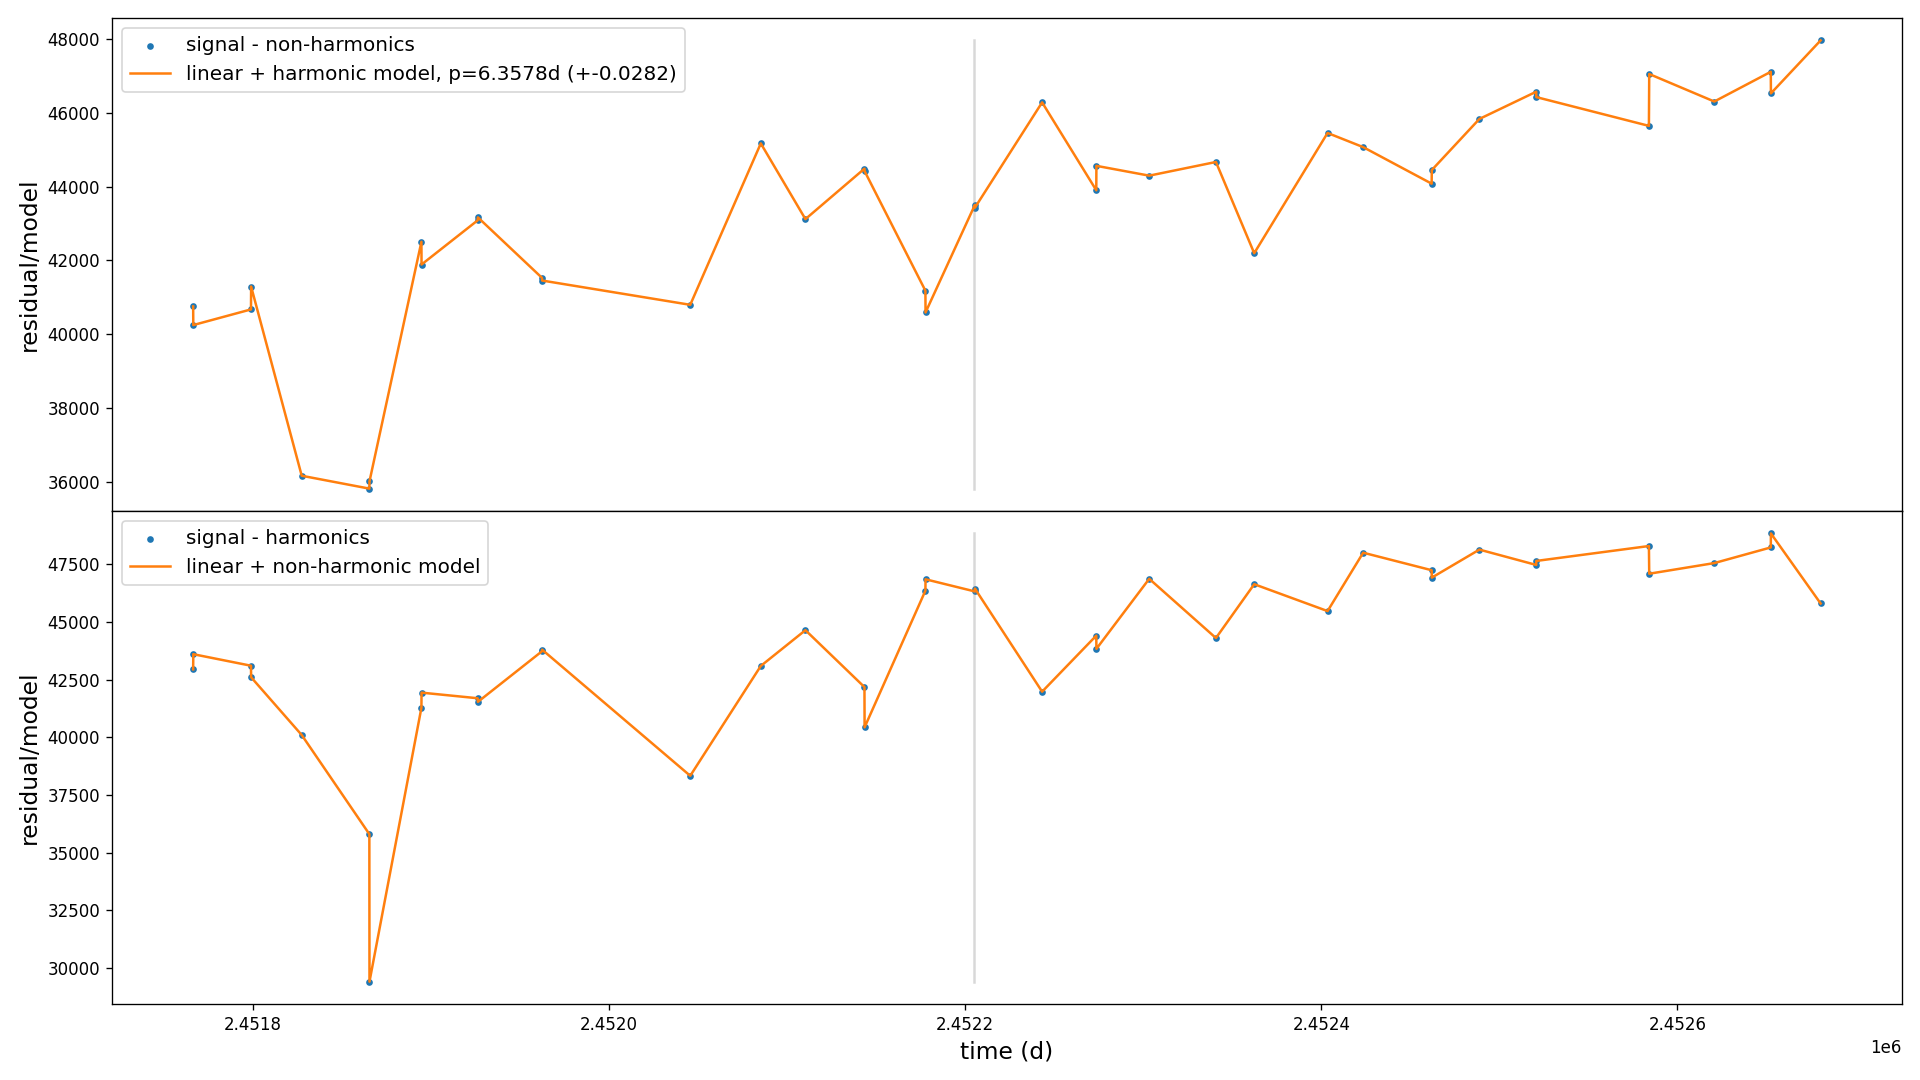 48000
46000
44000
42000
40000
38000
36000
residual/model
signal - non-harmonics
linear + harmonic model, p=6.3578d (+-0.0282)
47500
45000
42500
40000
37500
35000
32500
30000
residual/model
signal - harmonics
linear + non-harmonic model
2.4518
2.4520
2.4522
2.4524
2.4526
1e6
time (d)